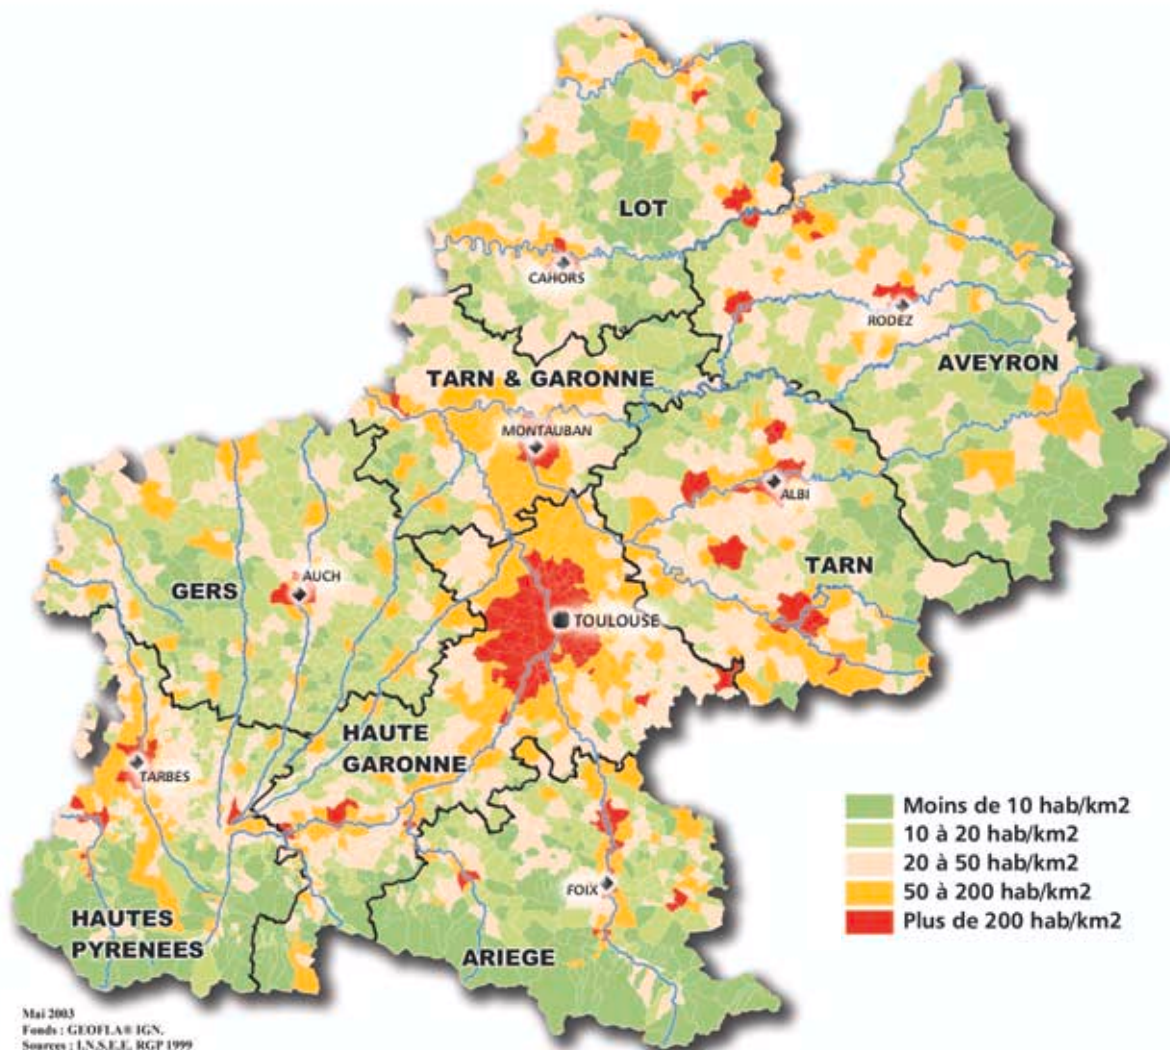 LOT
CAHORS
RODEZ
AVEYRON
TARN & GARONNE
MONTAUBAN
ALBI
TARN
GERS
AUCH
TOULOUSE
HAUTE
GARONNE
TARBES
HAUTES
PYRENEES
FOIX
ARIEGE
Moins de 10 hab/km2
10 à 20 hab/km2
20 à 50 hab/km2
50 à 200 hab/km2
Plus de 200 hab/km2
Mai 2003
Fonds : GEOFLA® IGN.
Sources : I.N.S.E.E. RGP 1999